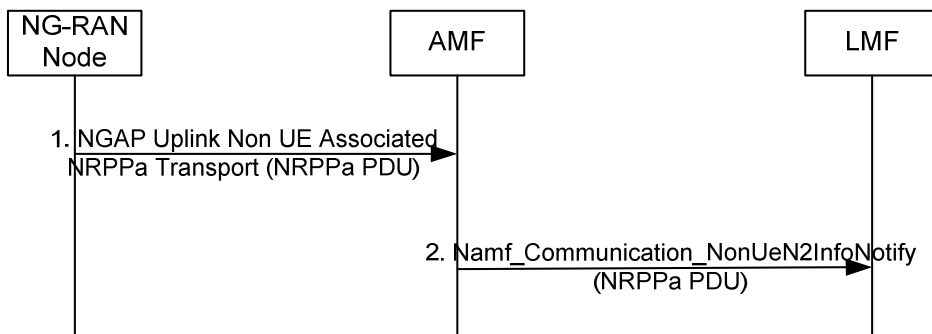 NG-RAN
Node
AMF
LMF
1. NGAP Uplink Non UE Associated
NRPPa Transport (NRPPa PDU)
2. Namf_Communication_NonUeN2InfoNotify
(NRPPa PDU)